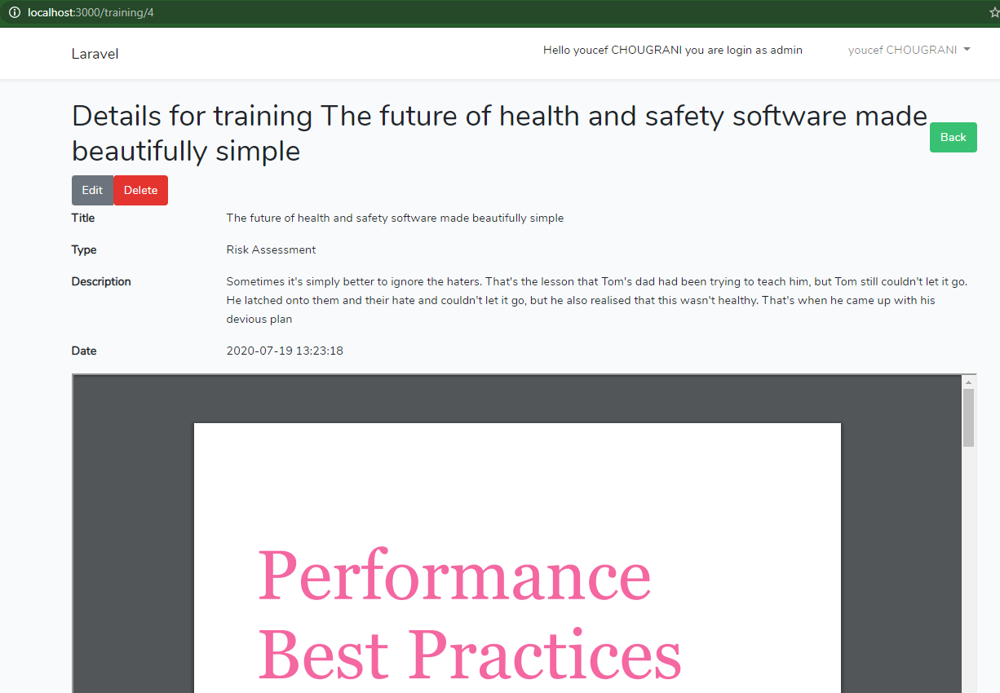 localhost:3000/training/4
Laravel
Hello youcef CHOUGRANI you are login as admin
youcef CHOUGRANI
Details for training The future of health and safety software made
beautifully simple
Back
Edit
Delete
Title
The future of health and safety software made beautifully simple
Type
Risk Assessment
Description
Sometimes it's simply better to ignore the haters. That's the lesson that Tom's dad had been trying to teach him, but Tom still couldn't let it go.
He latched onto them and their hate and couldn't let it go, but he also realised that this wasn't healthy. That's when he came up with his
devious plan
Date
2020-07-19 13:23:18
Performance
Best Practices